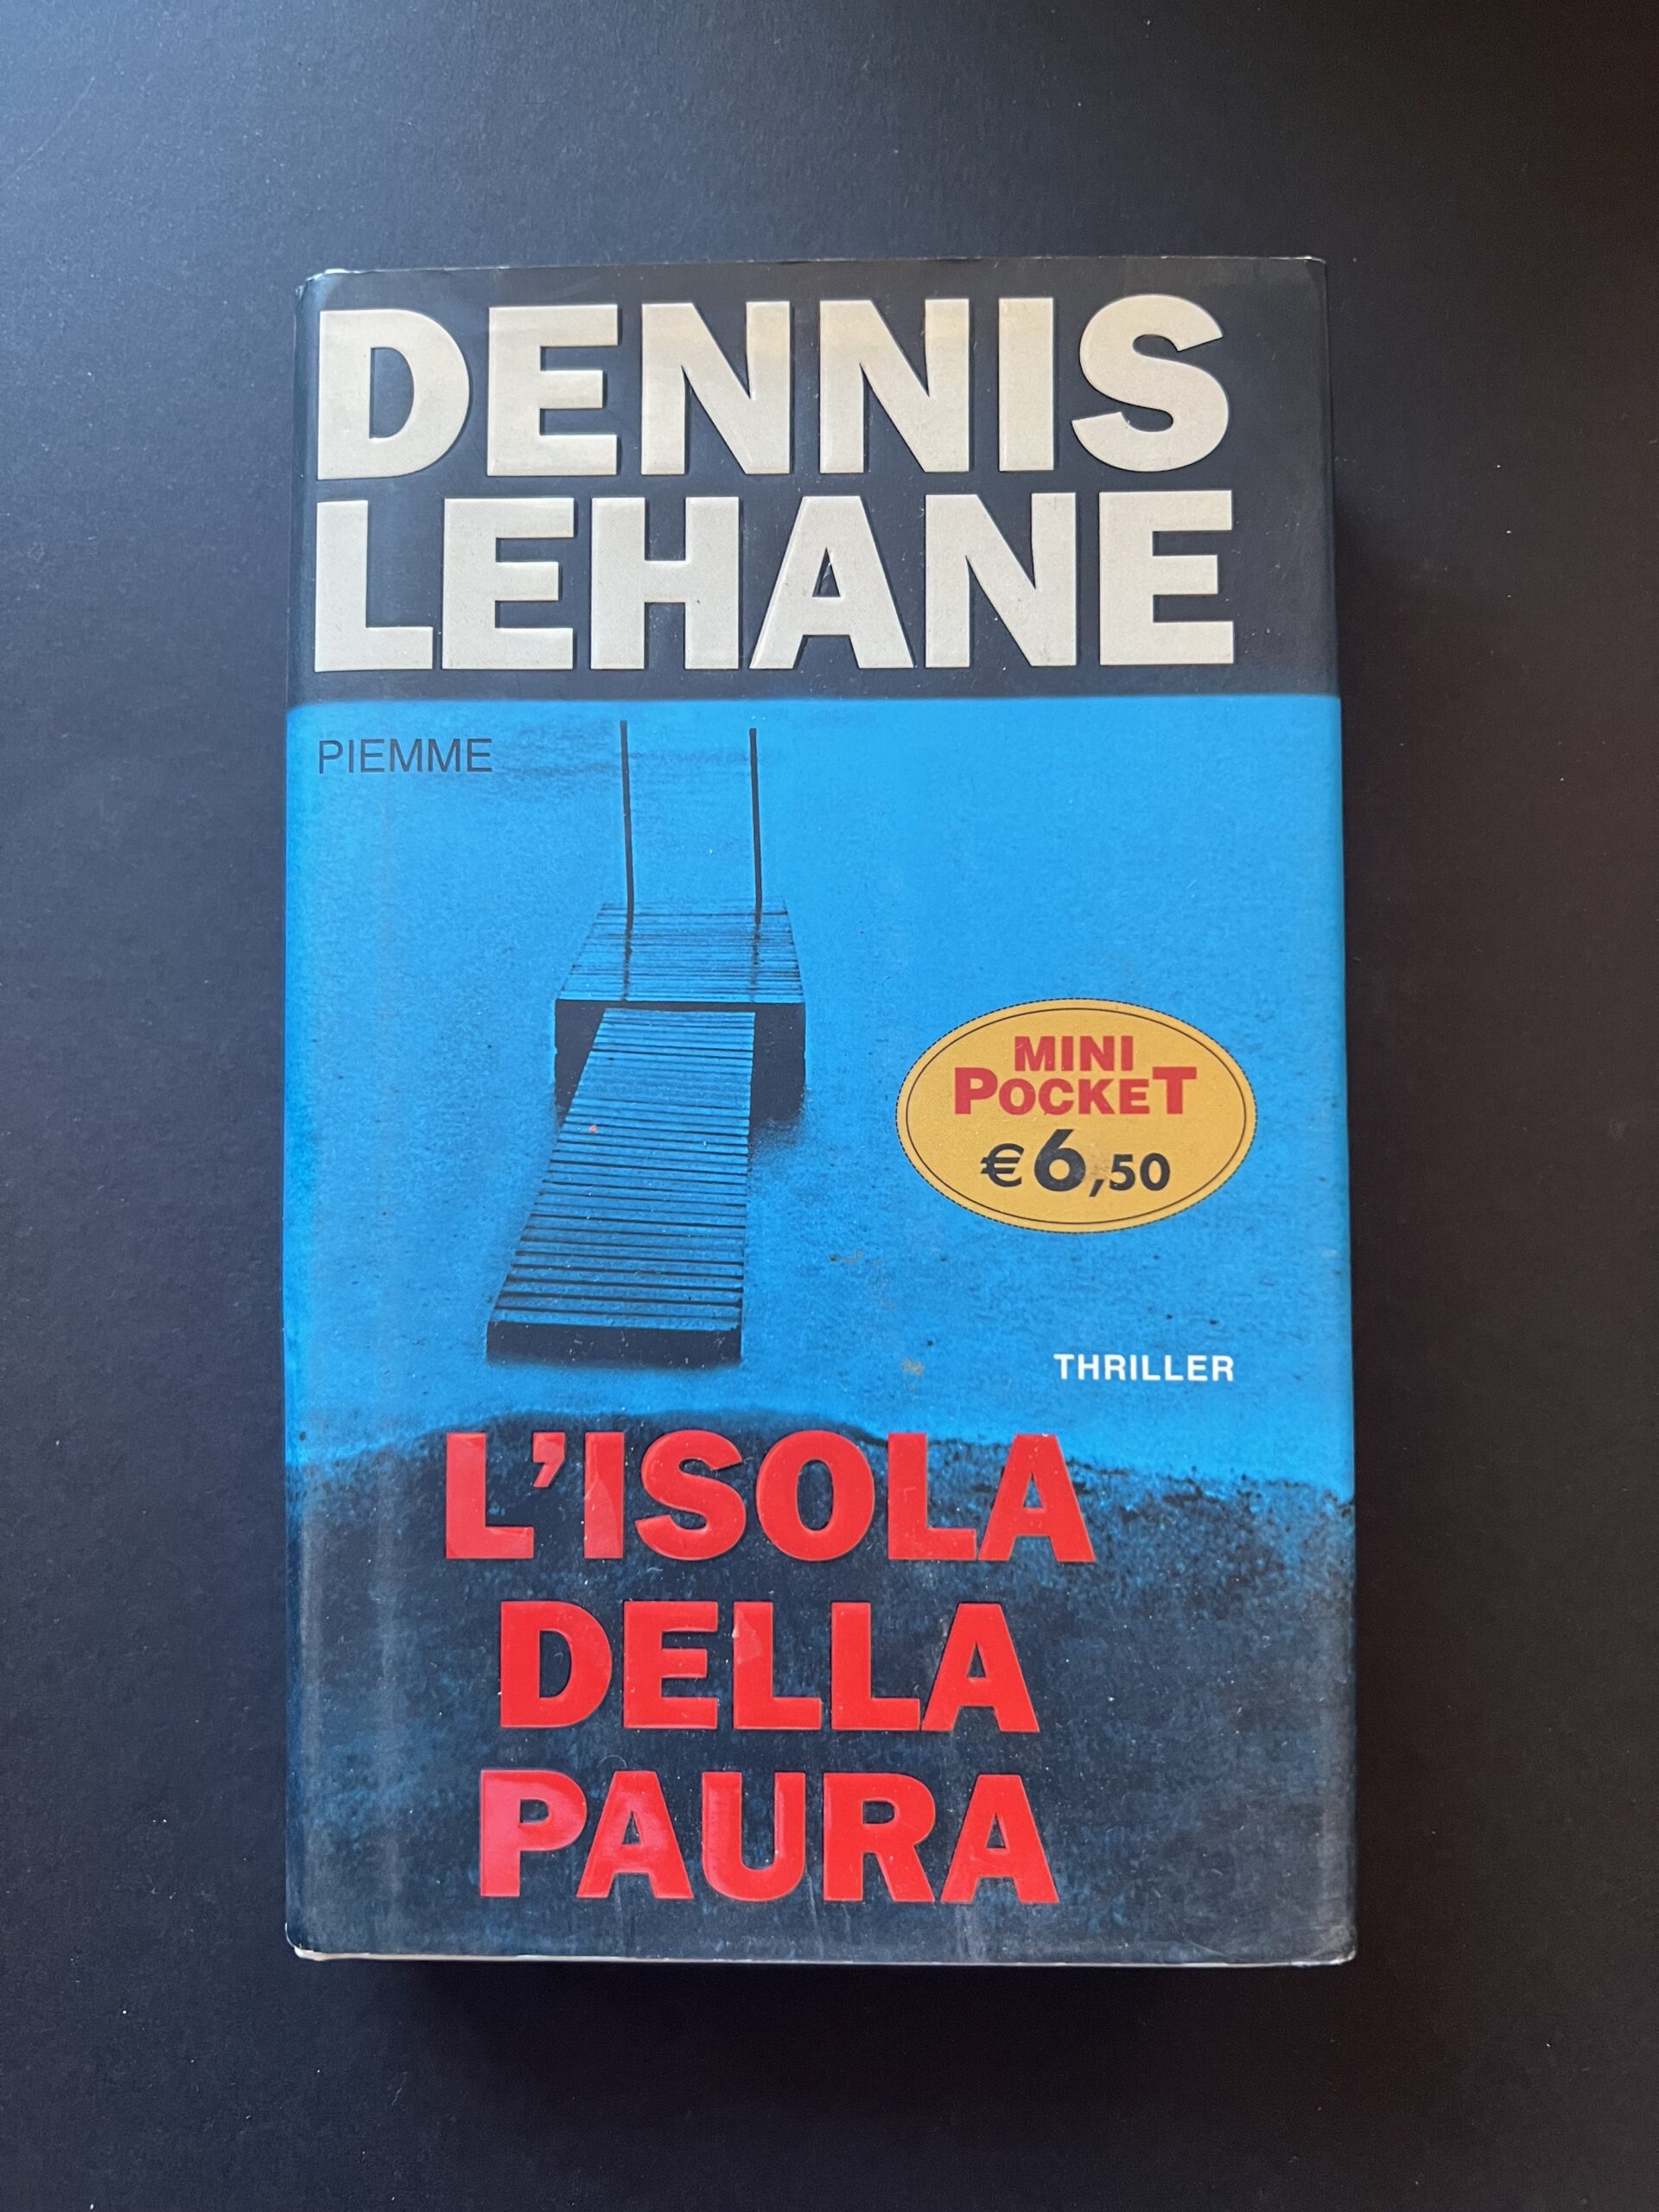 DENNIS
LEHANE
PIEMME
MINI
POCKET
€6,50
THRILLER
L'ISOLA
DELLA
PAURA